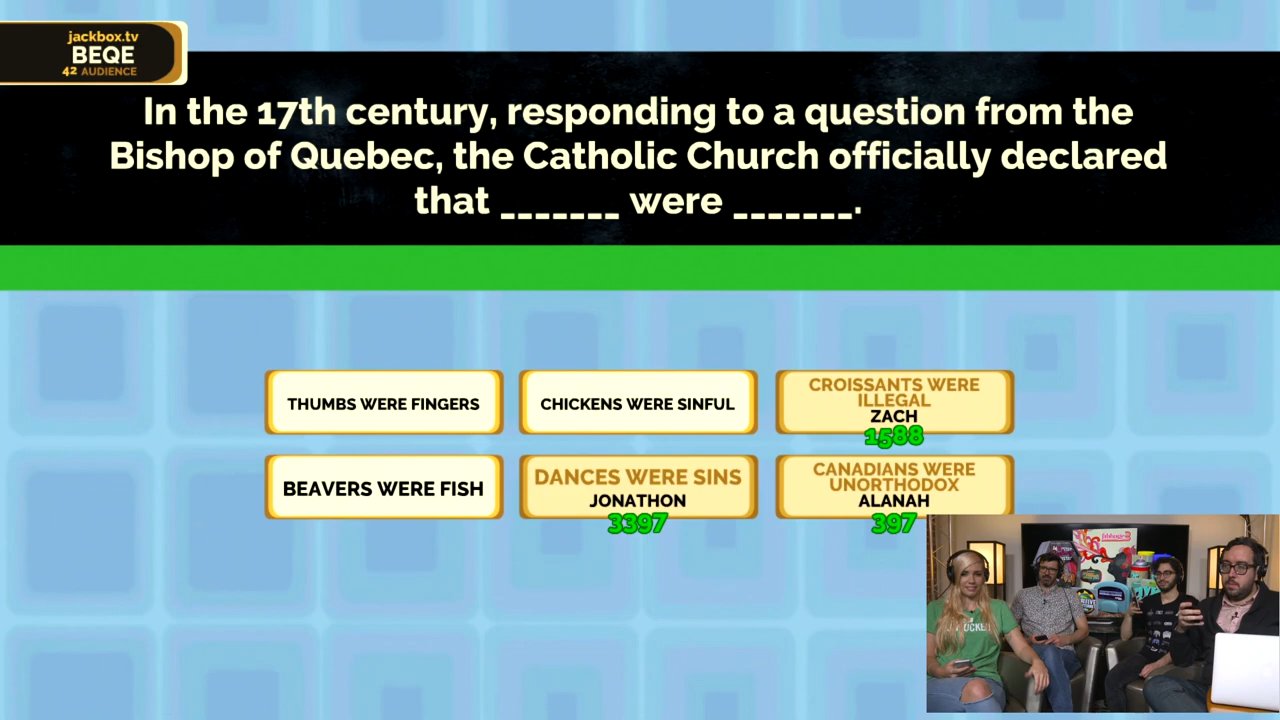 jackbox.tv
BEQE
42 AUDIENCE
In the 17th century, responding to a question from the
Bishop of Quebec, the Catholic Church officially declared
that _______ were _______.
THUMBS WERE FINGERS
CHICKENS WERE SINFUL
CROISSANTS WERE
ILLEGAL
ZACH
1588
BEAVERS WERE FISH
DANCES WERE SINS
JONATHON
3397
CANADIANS WERE
UNORTHODOX
ALANAH
397